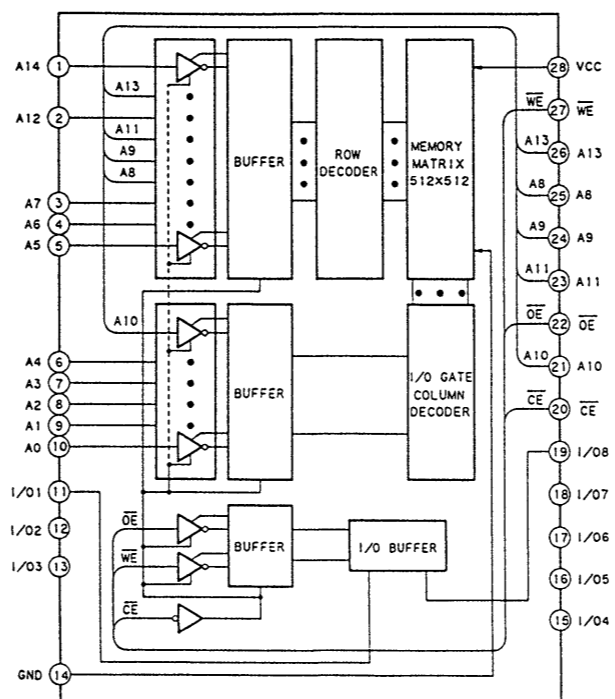 A14 1
A13
A12 2
A11
A9
A8
A7 3
A6 4
A5 5
BUFFER
ROW
DECODER
MEMORY
MATRIX
512X512
28 VCC
WE
27 WE
A13
26 A13
A8
25 A8
A9
24 A9
A11
23 A11
OE
22 OE
A10
21 A10
CE
20 CE
A10
A4 6
A3 7
A2 8
A1 9
A0 10
BUFFER
I/O GATE
COLUMN
DECODER
I/O1 11
I/O2 12
I/O3 13
OE
WE
CE
BUFFER
I/O BUFFER
19 I/O8
18 I/O7
17 I/O6
16 I/O5
15 I/O4
GND 14